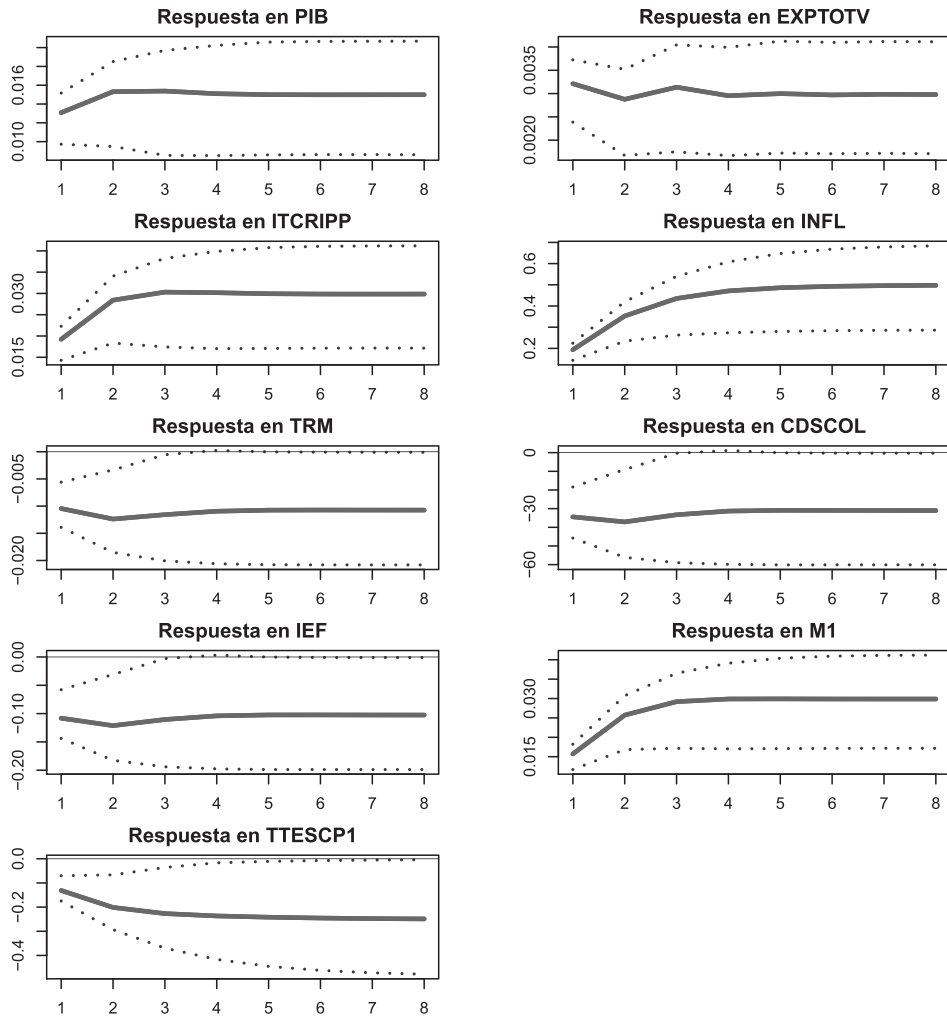 Respuesta en PIB
0.016
0.010
1 2 3 4 5 6 7 8
Respuesta en EXPTOTV
0.0035
0.0020
1 2 3 4 5 6 7 8
Respuesta en ITCRIPP
0.030
0.015
1 2 3 4 5 6 7 8
Respuesta en INFL
0.6
0.4
0.2
1 2 3 4 5 6 7 8
Respuesta en TRM
−0.005
−0.020
1 2 3 4 5 6 7 8
Respuesta en CDSCOL
0
−30
−60
1 2 3 4 5 6 7 8
Respuesta en IEF
0.00
−0.10
−0.20
1 2 3 4 5 6 7 8
Respuesta en M1
0.030
0.015
1 2 3 4 5 6 7 8
Respuesta en TTESCP1
0.0
−0.2
−0.4
1 2 3 4 5 6 7 8